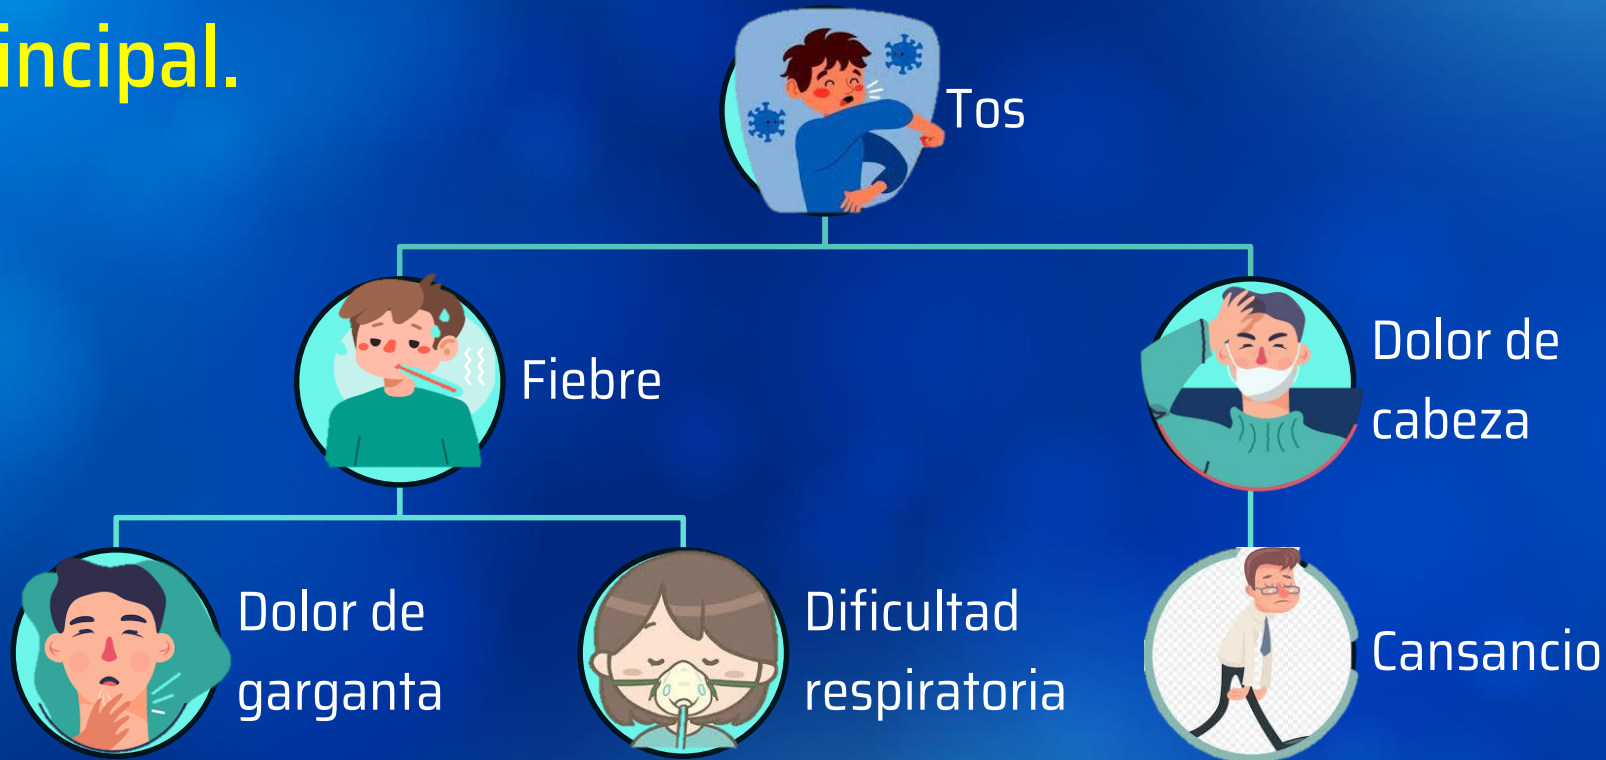 incipal.
Tos
Fiebre
Dolor de
cabeza
Dolor de
garganta
Dificultad
respiratoria
Cansancio